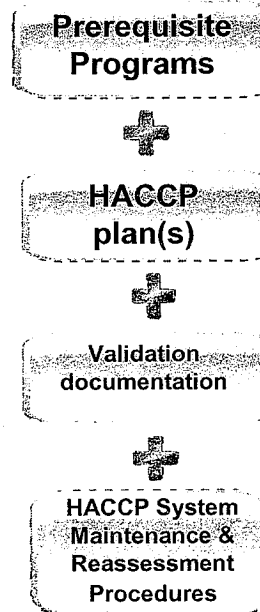 Prerequisite
Programs
HACCP
plan(s)
Validation
documentation
HACCP System
Maintenance &
Reassessment
Procedures